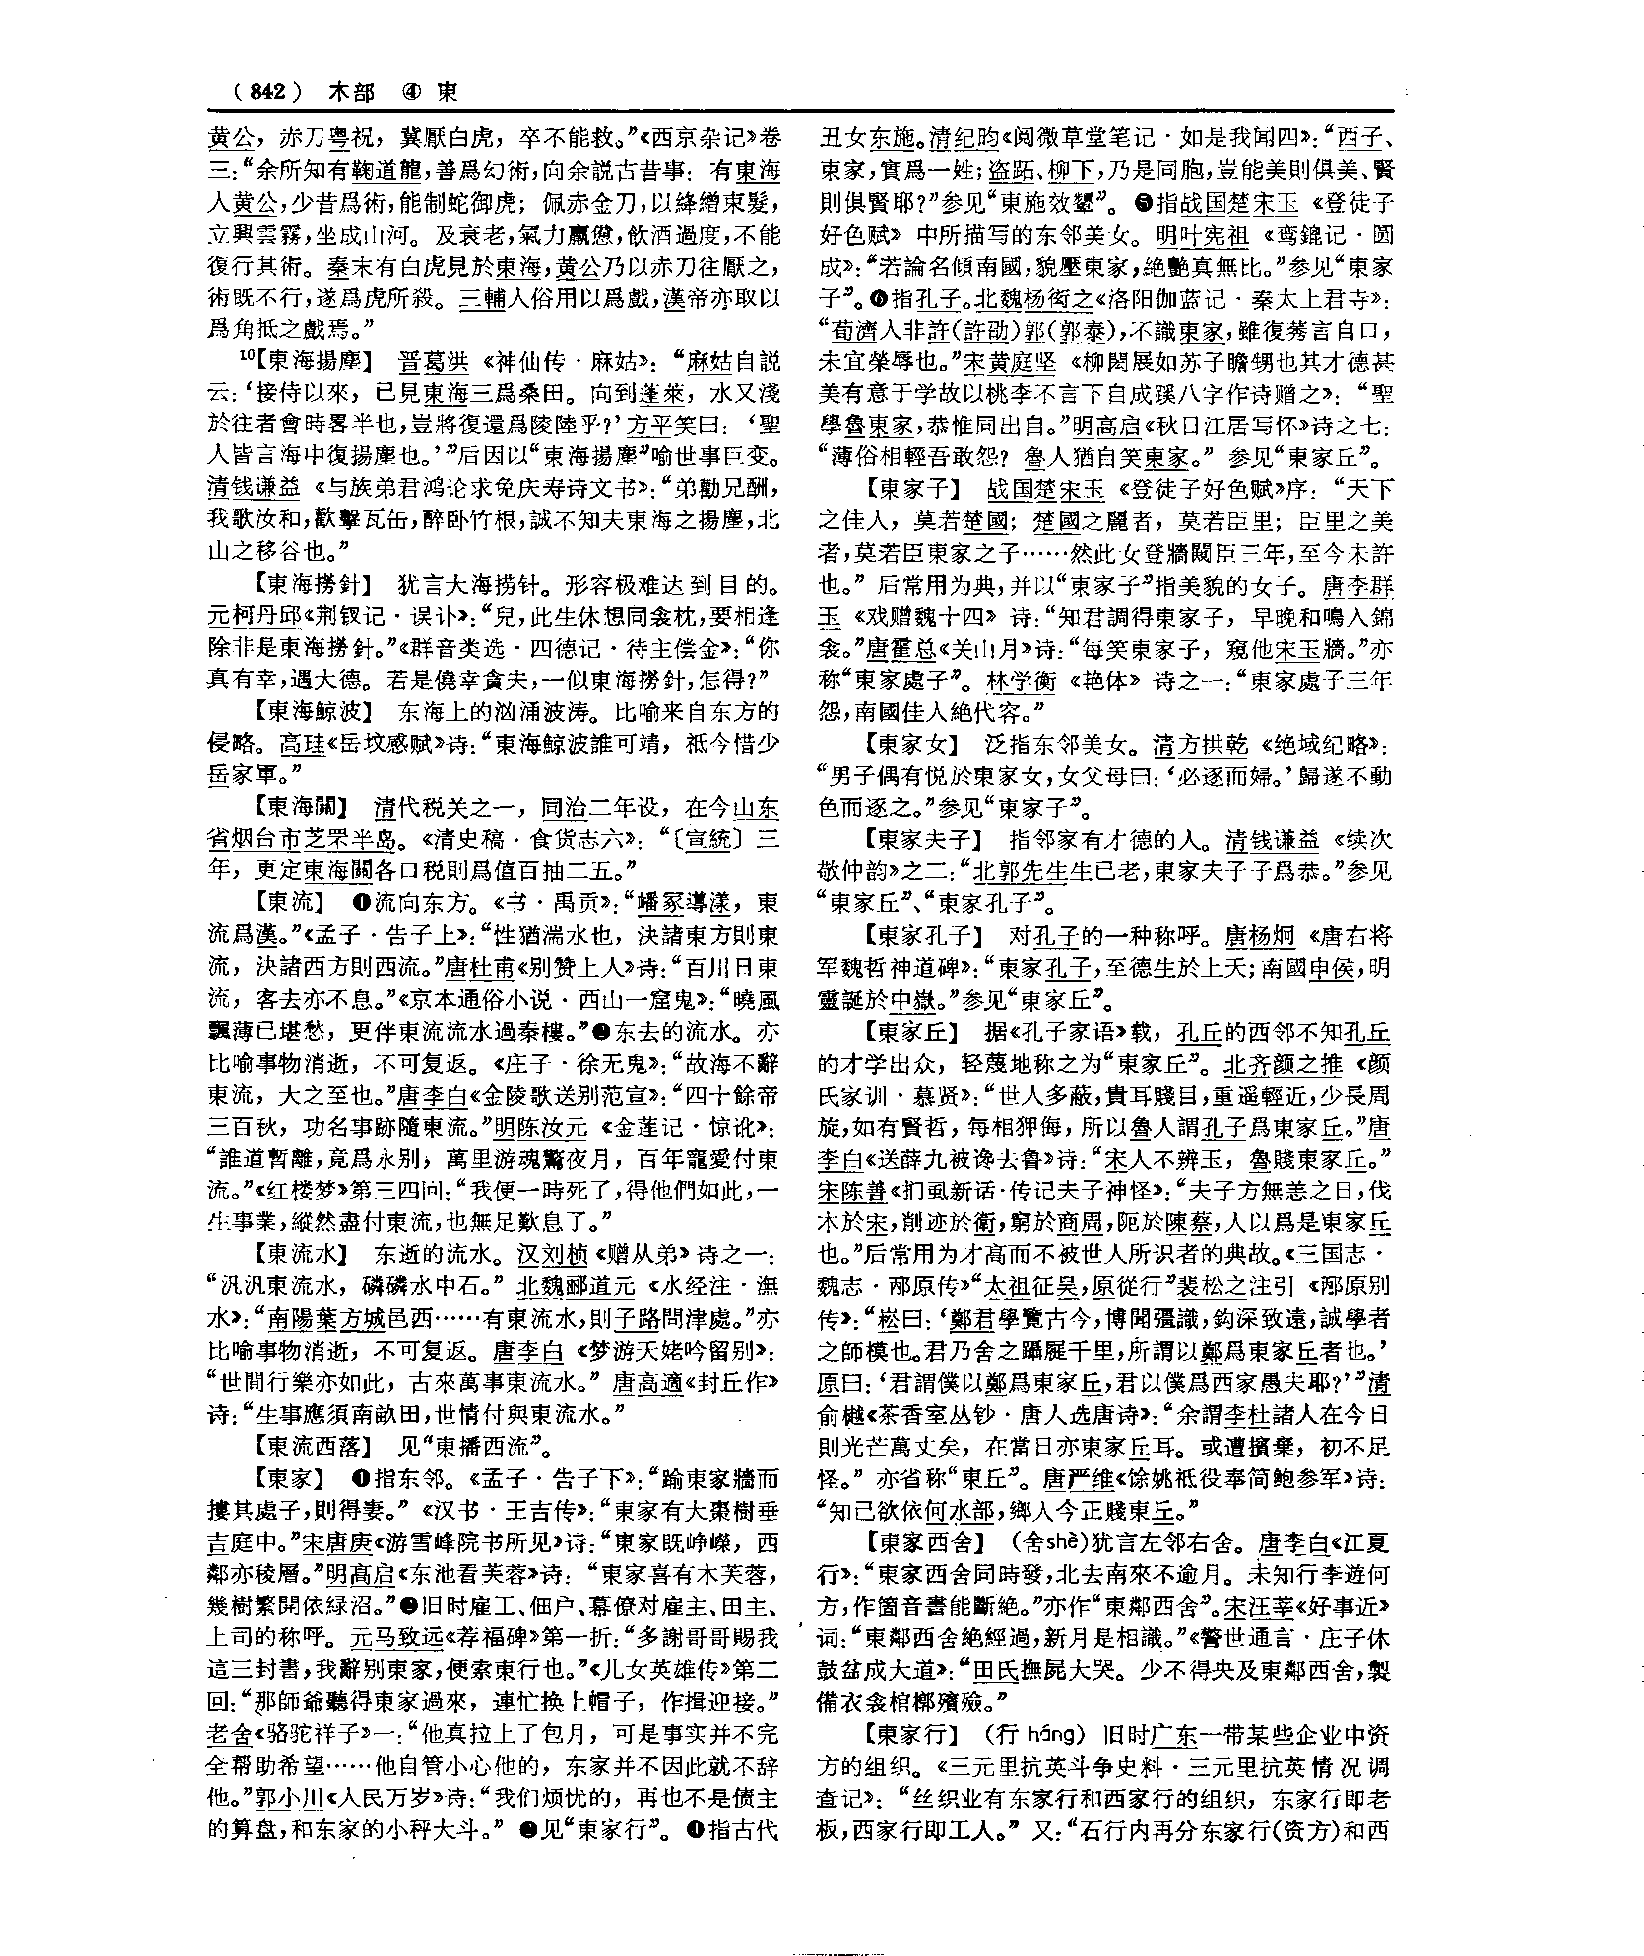 （842） 木部 ④ 東
黄公，赤刀粤祝，冀厭白虎，卒不能救。”《西京杂记》卷
三：“余所知有鞠道龍，善爲幻術，向余説古昔事：有東海
人黄公，少昔爲術，能制蛇御虎；佩赤金刀，以絳繒束髮，
立興雲霧，坐成山河。及衰老，氣力羸憊，飲酒過度，不能
復行其術。秦末有白虎見於東海，黄公乃以赤刀往厭之，
術既不行，遂爲虎所殺。三輔人俗用以爲戲，漢帝亦取以
爲角抵之戲焉。”
10【東海揚塵】 晋葛洪《神仙传·麻姑》：“麻姑自説
云：‘接侍以來，已見東海三爲桑田。向到蓬萊，水又淺
於往者會時畧半也，豈將復還爲陵陸乎？’方平笑曰：‘聖
人皆言海中復揚塵也。’”后因以“東海揚塵”喻世事巨变。
清钱谦益《与族弟君鸿论求免庆寿诗文书》：“弟勸兄酬，
我歌汝和，歡擊瓦缶，醉卧竹根，誠不知夫東海之揚塵，北
山之移谷也。”
【東海撈針】 犹言大海捞针。形容极难达到目的。
元柯丹邱《荆钗记·误讣》：“兒，此生休想同衾枕，要相逢
除非是東海撈針。”《群音类选·四德记·待主偿金》：“你
真有幸，遇大德。若是僥幸貪夫，一似東海撈針，怎得？”
【東海鯨波】 东海上的汹涌波涛。比喻来自东方的
侵略。高珪《岳坟感赋》诗：“東海鯨波誰可靖，祇今惜少
岳家軍。”
【東海關】 清代税关之一，同治二年设，在今山东
省烟台市芝罘半岛。《清史稿·食货志六》：“〔宣統〕三
年，更定東海關各口税則爲值百抽二五。”
【東流】 ❶流向东方。《书·禹贡》：“嶓冢導漾，東
流爲漢。”《孟子·告子上》：“性猶湍水也，決諸東方則東
流，決諸西方則西流。”唐杜甫《别赞上人》诗：“百川日東
流，客去亦不息。”《京本通俗小说·西山一窟鬼》：“曉風
飄薄已堪愁，更伴東流流水過秦樓。”❷东去的流水。亦
比喻事物消逝，不可复返。《庄子·徐无鬼》：“故海不辭
東流，大之至也。”唐李白《金陵歌送别范宣》：“四十餘帝
三百秋，功名事跡隨東流。”明陈汝元《金莲记·惊讹》：
“誰道暫離，竟爲永别，萬里游魂驚夜月，百年寵愛付東
流。”《红楼梦》第三四回：“我便一時死了，得他們如此，一
生事業，縱然盡付東流，也無足歎息了。”
【東流水】 东逝的流水。汉刘桢《赠从弟》诗之一：
“汎汎東流水，磷磷水中石。”北魏郦道元《水经注·潕
水》：“南陽葉方城邑西……有東流水，則子路問津處。”亦
比喻事物消逝，不可复返。唐李白《梦游天姥吟留别》：
“世間行樂亦如此，古來萬事東流水。”唐高適《封丘作》
诗：“生事應須南畝田，世情付與東流水。”
【東流西落】 见“東播西流”。
【東家】 ❶指东邻。《孟子·告子下》：“踰東家牆而
摟其處子，則得妻。”《汉书·王吉传》：“東家有大棗樹垂
吉庭中。”宋唐庚《游雪峰院书所见》诗：“東家既峥嶸，西
鄰亦稜層。”明高启《东池看芙蓉》诗：“東家喜有木芙蓉，
幾樹繁開依緑沼。”❷旧时雇工、佃户、幕僚对雇主、田主、
上司的称呼。元马致远《荐福碑》第一折：“多謝哥哥賜我
這三封書，我辭别東家，便索東行也。”《儿女英雄传》第二
回：“那師爺聽得東家過來，連忙换上帽子，作揖迎接。”
老舍《骆驼祥子》一：“他真拉上了包月，可是事实并不完
全帮助希望……他自管小心他的，东家并不因此就不辞
他。”郭小川《人民万岁》诗：“我们烦忧的，再也不是债主
的算盘，和东家的小秤大斗。”❸见“東家行”。❹指古代
丑女东施。清纪昀《阅微草堂笔记·如是我闻四》：“西子、
東家，實爲一姓；盗跖、柳下，乃是同胞，豈能美則俱美、賢
則俱賢耶？”参见“東施效顰”。❺指战国楚宋玉《登徒子
好色赋》中所描写的东邻美女。明叶宪祖《鸾鎞记·圆
成》：“若論名傾南國，貌壓東家，絶艷真無比。”参见“東家
子”。❻指孔子。北魏杨衒之《洛阳伽蓝记·秦太上君寺》：
“荀濟人非許（許劭）郭（郭泰），不識東家，雖復莠言自口，
未宜榮辱也。”宋黄庭坚《柳闳展如苏子瞻甥也其才德甚
美有意于学故以桃李不言下自成蹊八字作诗赠之》：“聖
學魯東家，恭惟同出自。”明高启《秋日江居写怀》诗之七：
“薄俗相輕吾敢怨？魯人猶自笑東家。”参见“東家丘”。
【東家子】 战国楚宋玉《登徒子好色赋》序：“天下
之佳人，莫若楚國；楚國之麗者，莫若臣里；臣里之美
者，莫若臣東家之子……然此女登牆闚臣三年，至今未許
也。”后常用为典，并以“東家子”指美貌的女子。唐李群
玉《戏赠魏十四》诗：“知君調得東家子，早晚和鳴入錦
衾。”唐霍总《关山月》诗：“每笑東家子，窺他宋玉牆。”亦
称“東家處子”。林学衡《艳体》诗之一：“東家處子三年
怨，南國佳人絶代容。”
【東家女】 泛指东邻美女。清方拱乾《绝域纪略》：
“男子偶有悦於東家女，女父母曰：‘必逐而婦。’歸遂不動
色而逐之。”参见“東家子”。
【東家夫子】 指邻家有才德的人。清钱谦益《续次
敬仲韵》之二：“北郭先生生已老，東家夫子子爲恭。”参见
“東家丘”、“東家孔子”。
【東家孔子】 对孔子的一种称呼。唐杨炯《唐右将
军魏哲神道碑》：“東家孔子，至德生於上天；南國申侯，明
靈誕於中嶽。”参见“東家丘”。
【東家丘】 据《孔子家语》载，孔丘的西邻不知孔丘
的才学出众，轻蔑地称之为“東家丘”。北齐颜之推《颜
氏家训·慕贤》：“世人多蔽，貴耳賤目，重遥輕近，少長周
旋，如有賢哲，每相狎侮，所以魯人謂孔子爲東家丘。”唐
李白《送薛九被谗去鲁》诗：“宋人不辨玉，魯賤東家丘。”
宋陈善《扪虱新话·传记夫子神怪》：“夫子方無恙之日，伐
木於宋，削迹於衛，窮於商周，阨於陳蔡，人以爲是東家丘
也。”后常用为才高而不被世人所识者的典故。《三国志·
魏志·邴原传》“太祖征吴，原從行”裴松之注引《邴原别
传》：“崧曰：‘鄭君學覽古今，博聞彊識，鈎深致遠，誠學者
之師模也。君乃舍之躡屣千里，所謂以鄭爲東家丘者也。’
原曰：‘君謂僕以鄭爲東家丘，君以僕爲西家愚夫耶？’”清
俞樾《茶香室丛钞·唐人选唐诗》：“余謂李杜諸人在今日
則光芒萬丈矣，在當日亦東家丘耳。或遭擯棄，初不足
怪。”亦省称“東丘”。唐严维《馀姚祗役奉简鲍参军》诗：
“知己欲依何水部，鄉人今正賤東丘。”
【東家西舍】 （舍shè）犹言左邻右舍。唐李白《江夏
行》：“東家西舍同時發，北去南來不逾月。未知行李遊何
方，作箇音書能斷絶。”亦作“東鄰西舍”。宋汪莘《好事近》
词：“東鄰西舍絶經過，新月是相識。”《警世通言·庄子休
鼓盆成大道》：“田氏撫屍大哭。少不得央及東鄰西舍，製
備衣衾棺槨殯殮。”
【東家行】 （行 háng）旧时广东一带某些企业中资
方的组织。《三元里抗英斗争史料·三元里抗英情况调
查记》：“丝织业有东家行和西家行的组织，东家行即老
板，西家行即工人。”又：“石行内再分东家行（资方）和西